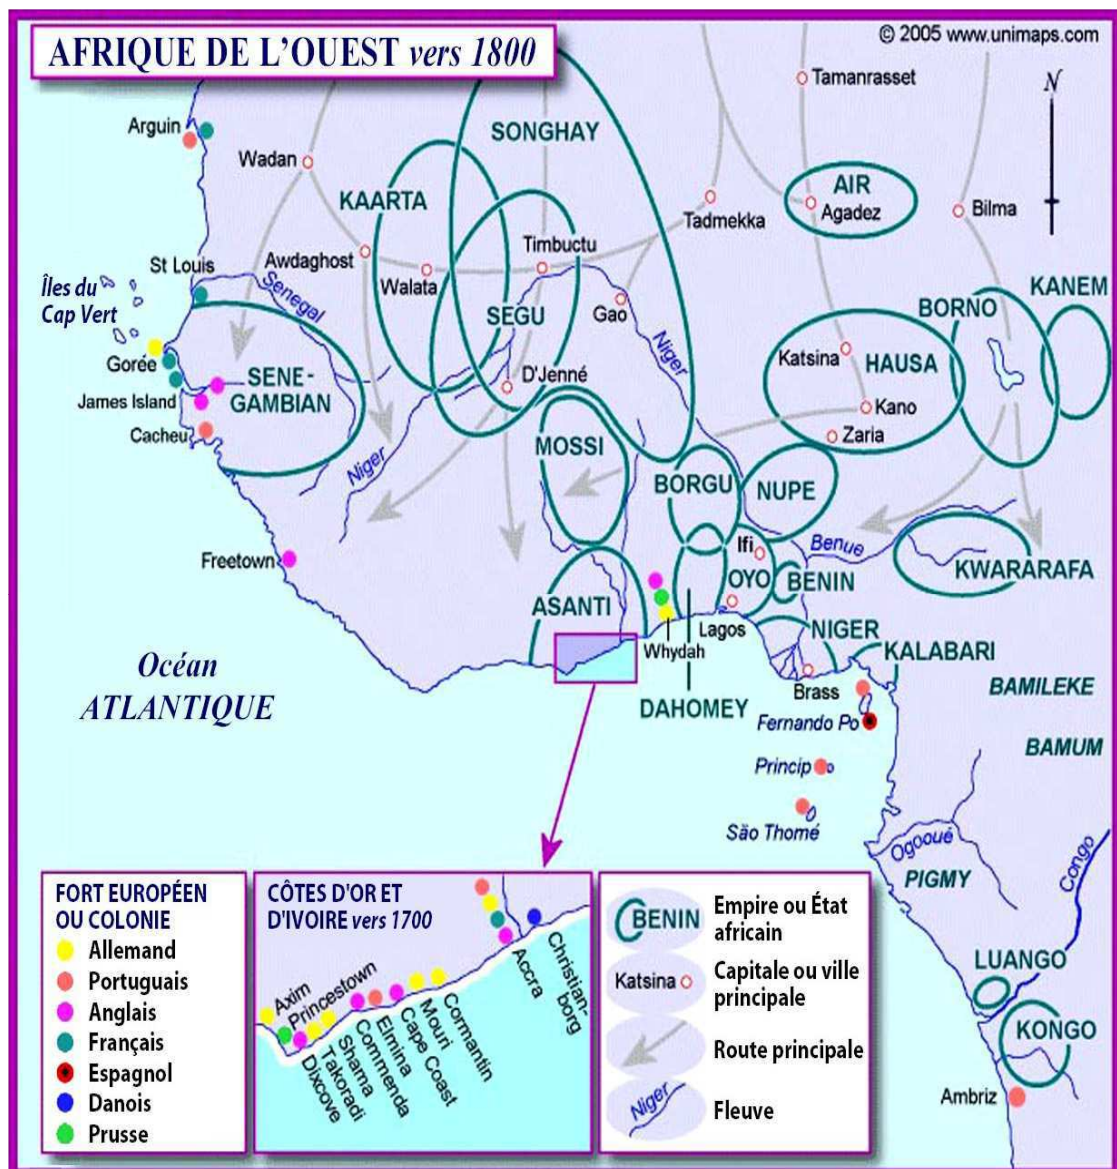 AFRIQUE DE L'OUEST vers 1800
© 2005 www.unimaps.com
N
Tamanrasset
Arguin
SONGHAY
Wadan
KAARTA
AIR
Agadez
Tadmekka
Bilma
St Louis
Awdaghost
Timbuctu
Walata
Îles du
Cap Vert
Senegal
KANEM
BORNO
SEGU
Gao
Niger
Gorée
Katsina
HAUSA
SENE-
GAMBIAN
D'Jenné
James Island
Kano
Cacheu
Zaria
MOSSI
Niger
BORGU
NUPE
Ifi
Benue
Freetown
KWARARAFA
OYO
BENIN
ASANTI
Lagos
NIGER
Whydah
KALABARI
Océan
ATLANTIQUE
Brass
BAMILEKE
DAHOMEY
Fernando Po
BAMUM
Princip
São Thomé
Ogooué
Congo
PIGMY
LUANGO
KONGO
Ambriz
FORT EUROPÉEN
OU COLONIE
Allemand
Portuguais
Anglais
Français
Espagnol
Danois
Prusse
CÔTES D'OR ET
D'IVOIRE vers 1700
Axim
Princestown
Dixcove
Takoradi
Shama
Commenda
Elmina
Cape Coast
Mouri
Cormantin
Accra
Christian-
borg
BENIN
Empire ou État
africain
Katsina
Capitale ou ville
principale
Route principale
Niger
Fleuve